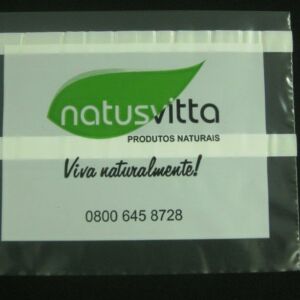 natusvitta
PRODUTOS NATURAIS
Viva naturalmente!
0800 645 8728